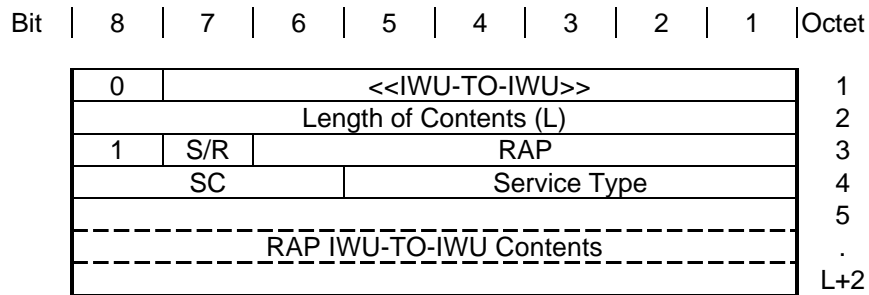 Bit 8 7 6 5 4 3 2 1 Octet
0 <<IWU-TO-IWU>> 1
Length of Contents (L) 2
1 S/R RAP 3
SC Service Type 4
5
RAP IWU-TO-IWU Contents .
L+2